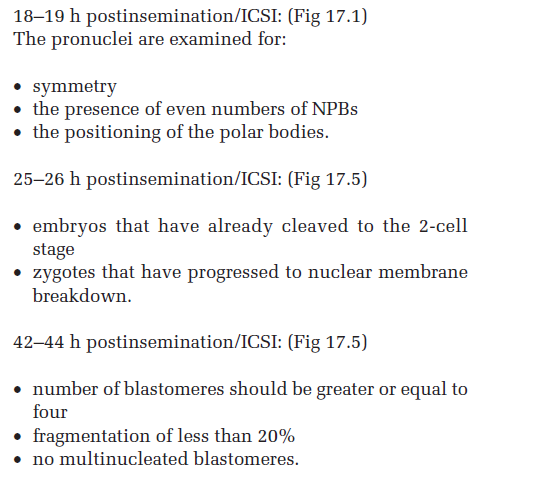 18–19 h postinsemination/ICSI: (Fig 17.1)
The pronuclei are examined for:
• symmetry
• the presence of even numbers of NPBs
• the positioning of the polar bodies.
25–26 h postinsemination/ICSI: (Fig 17.5)
• embryos that have already cleaved to the 2-cell
stage
• zygotes that have progressed to nuclear membrane
breakdown.
42–44 h postinsemination/ICSI: (Fig 17.5)
• number of blastomeres should be greater or equal to
four
• fragmentation of less than 20%
• no multinucleated blastomeres.